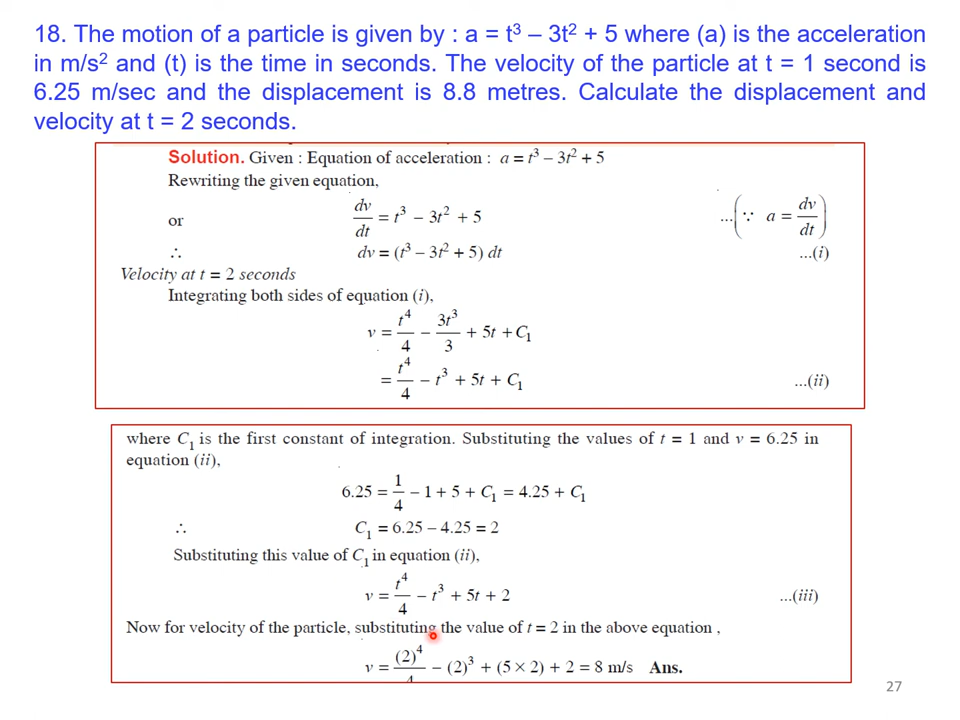 18. The motion of a particle is given by : a = t³ – 3t² + 5 where (a) is the acceleration
in m/s² and (t) is the time in seconds. The velocity of the particle at t = 1 second is
6.25 m/sec and the displacement is 8.8 metres. Calculate the displacement and
velocity at t = 2 seconds.
Solution. Given : Equation of acceleration : a = t³ – 3t² + 5
Rewriting the given equation,
or dv/dt = t³ – 3t² + 5 ...(∵ a = dv/dt)
∴ dv = (t³ – 3t² + 5) dt ...(i)
Velocity at t = 2 seconds
Integrating both sides of equation (i),
v = t⁴/4 – 3t³/3 + 5t + C₁
= t⁴/4 – t³ + 5t + C₁ ...(ii)
where C₁ is the first constant of integration. Substituting the values of t = 1 and v = 6.25 in
equation (ii),
6.25 = 1/4 – 1 + 5 + C₁ = 4.25 + C₁
∴ C₁ = 6.25 – 4.25 = 2
Substituting this value of C₁ in equation (ii),
v = t⁴/4 – t³ + 5t + 2 ...(iii)
Now for velocity of the particle, substituting the value of t = 2 in the above equation ,
v = (2)⁴/4 – (2)³ + (5 × 2) + 2 = 8 m/s Ans.
27